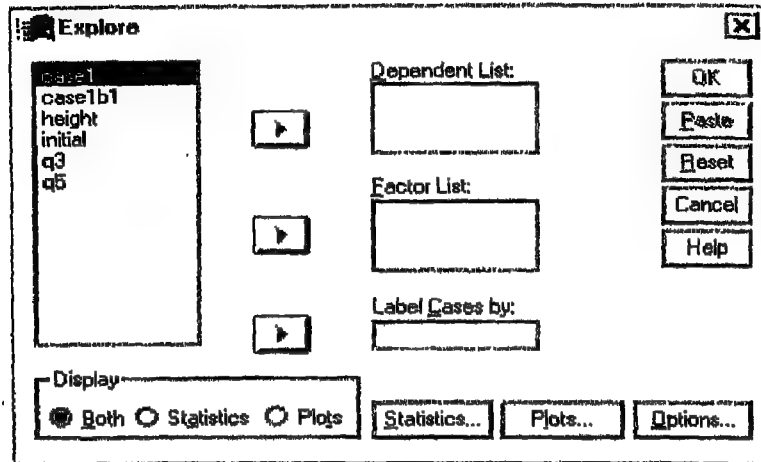 Explore
case1
case1b1
height
initial
q3
q5
Dependent List:
Factor List:
Label Cases by:
OK
Paste
Reset
Cancel
Help
Display
Both
Statistics
Plots
Statistics...
Plots...
Options...